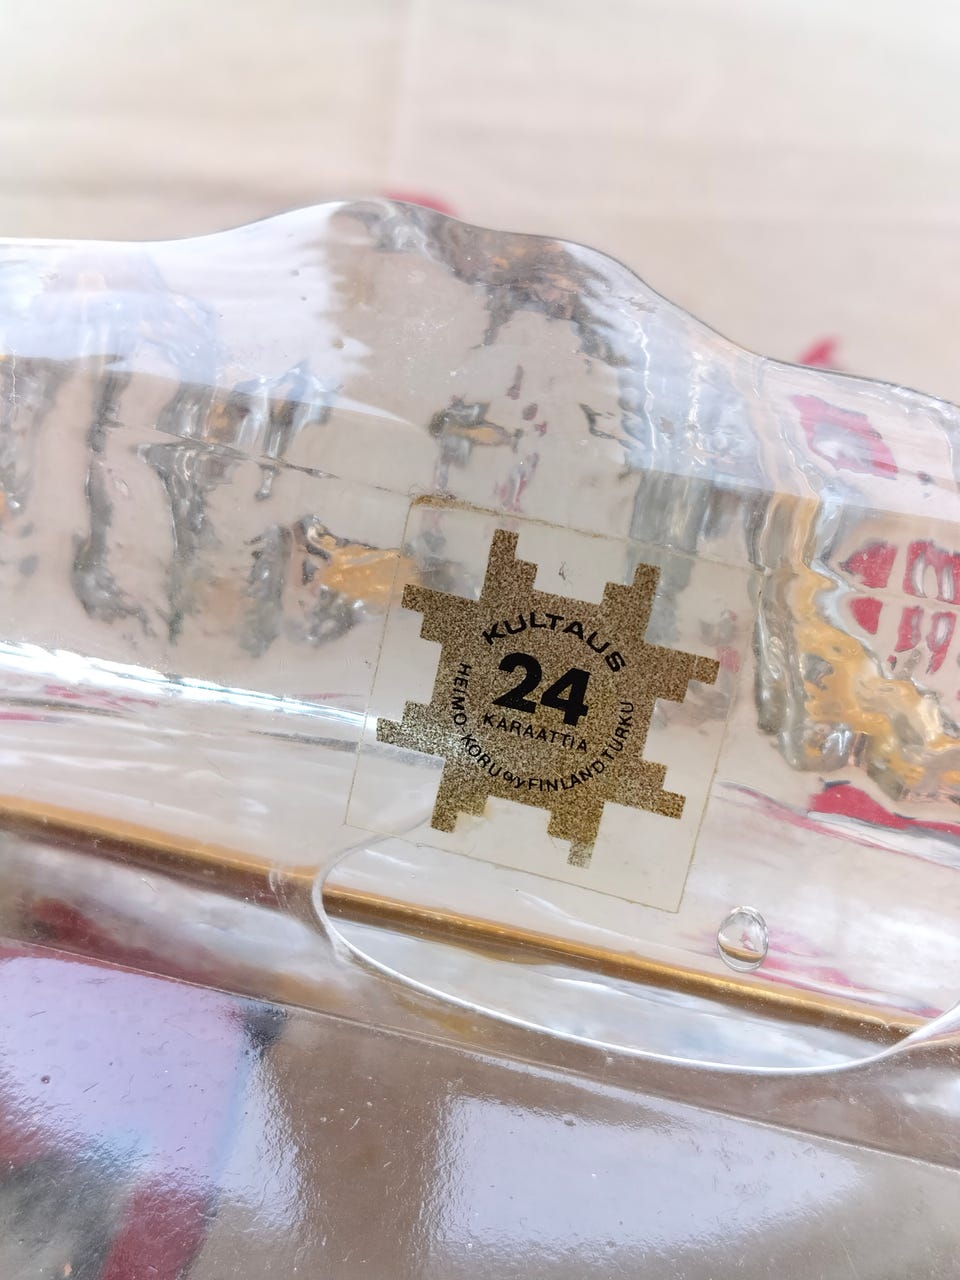 KULTAUS
24
KARAATTIA
HEIMO KORU oy FINLAND TURKU